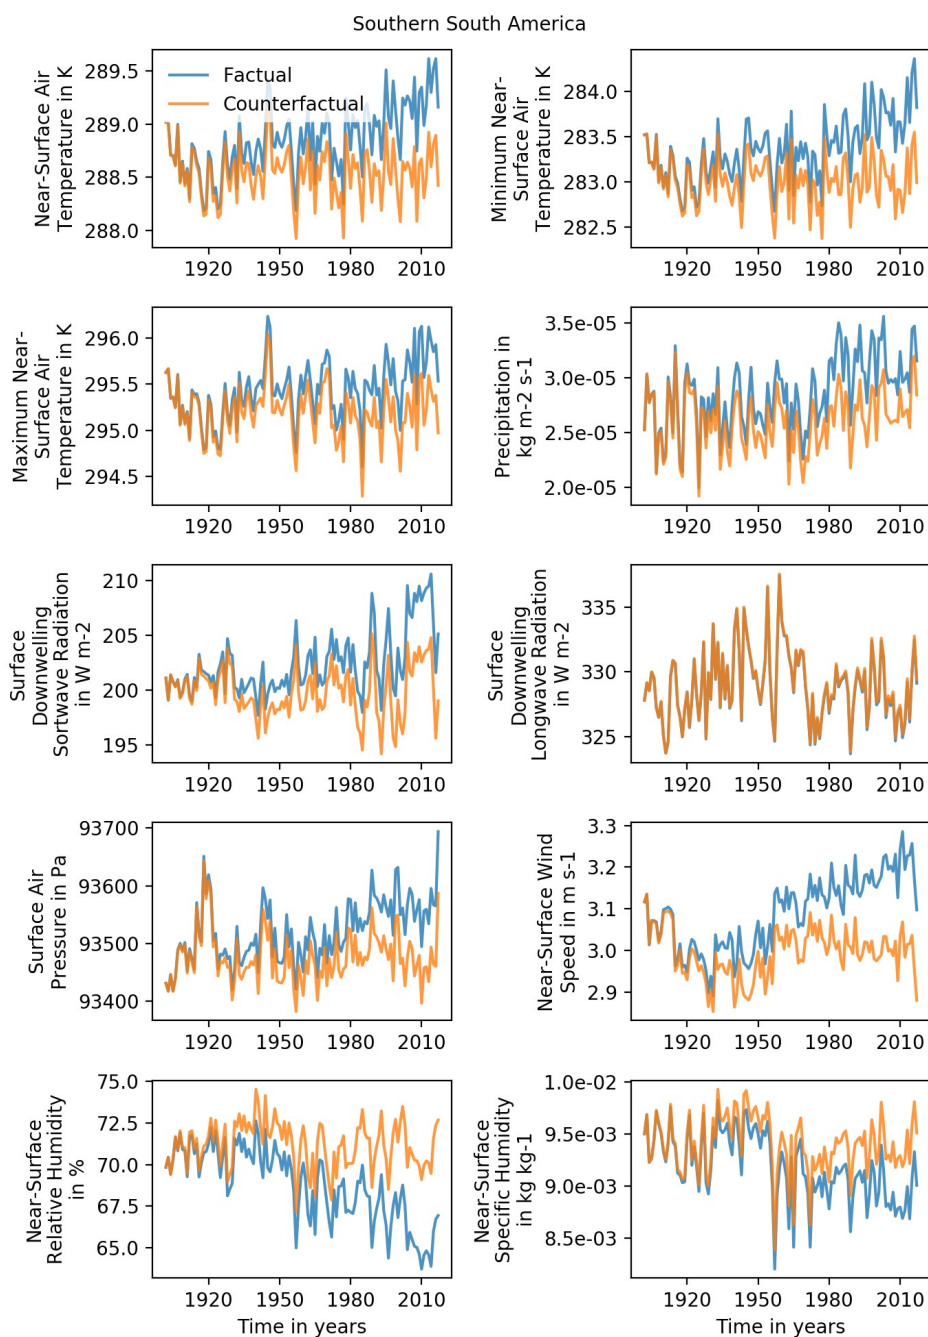 Southern South America
Near-Surface Air
Temperature in K
289.5
289.0
288.5
288.0
Factual
Counterfactual
1920 1950 1980 2010
Minimum Near-
Surface Air
Temperature in K
284.0
283.5
283.0
282.5
1920 1950 1980 2010
Maximum Near-
Surface Air
Temperature in K
296.0
295.5
295.0
294.5
1920 1950 1980 2010
Precipitation in
kg m-2 s-1
3.5e-05
3.0e-05
2.5e-05
2.0e-05
1920 1950 1980 2010
Surface
Downwelling
Sortwave Radiation
in W m-2
210
205
200
195
1920 1950 1980 2010
Surface
Downwelling
Longwave Radiation
in W m-2
335
330
325
1920 1950 1980 2010
Surface Air
Pressure in Pa
93700
93600
93500
93400
1920 1950 1980 2010
Near-Surface Wind
Speed in m s-1
3.3
3.2
3.1
3.0
2.9
1920 1950 1980 2010
Near-Surface
Relative Humidity
in %
75.0
72.5
70.0
67.5
65.0
1920 1950 1980 2010
Time in years
Near-Surface
Specific Humidity
in kg kg-1
1.0e-02
9.5e-03
9.0e-03
8.5e-03
1920 1950 1980 2010
Time in years